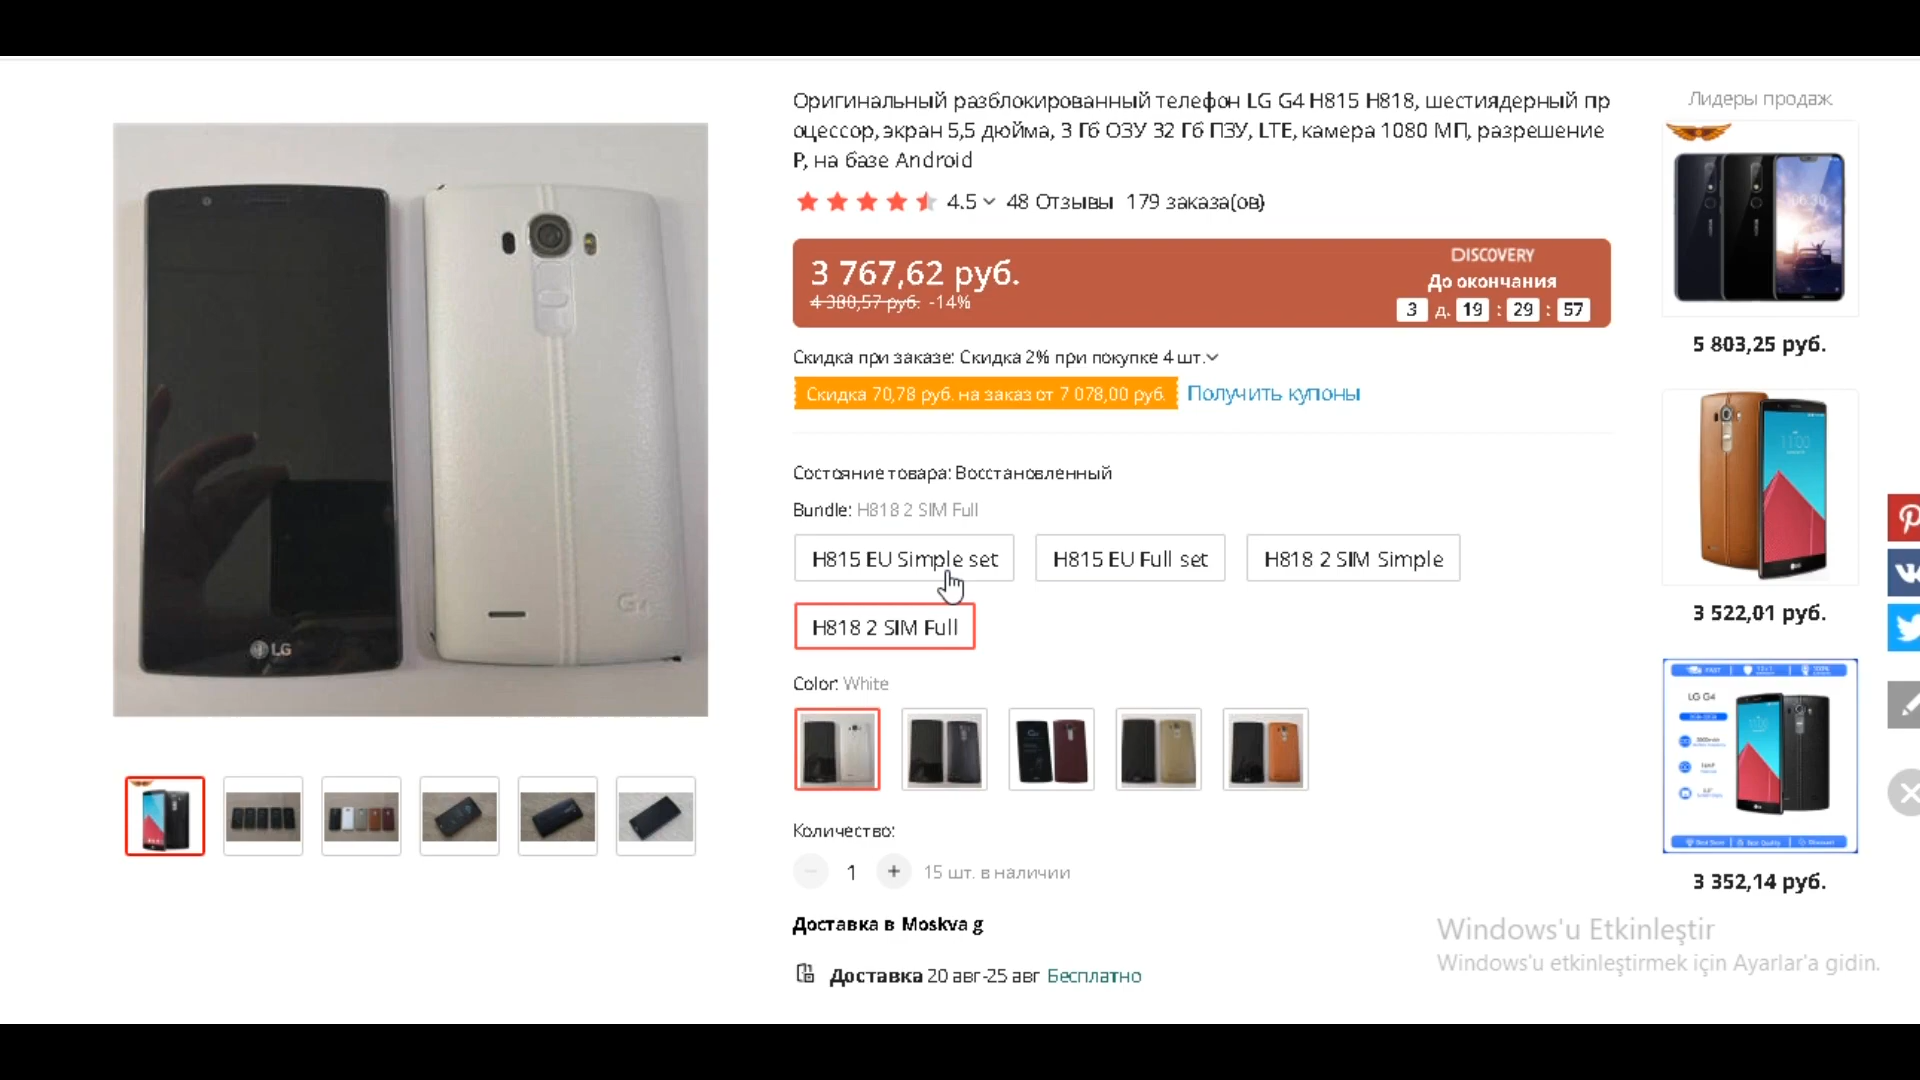 Оригинальный разблокированный телефон LG G4 H815 H818, шестиядерный пр
оцессор, экран 5,5 дюйма, 3 Гб ОЗУ 32 Гб ПЗУ, LTE, камера 1080 МП, разрешение
P, на базе Android
4.5 48 Отзывы 179 заказа(ов)
3 767,62 руб.
4 380,57 руб. -14%
DISCOVERY
До окончания
3 д. 19 : 29 : 57
Скидка при заказе: Скидка 2% при покупке 4 шт.
Скидка 70,78 руб. на заказ от 7 078,00 руб. Получить купоны
Состояние товара: Восстановленный
Bundle: H818 2 SIM Full
H815 EU Simple set
H815 EU Full set
H818 2 SIM Simple
H818 2 SIM Full
Color: White
Количество:
1
15 шт. в наличии
Доставка в Moskva g
Доставка 20 авг-25 авг Бесплатно
LG
G4
Лидеры продаж
5 803,25 руб.
3 522,01 руб.
LG G4
3 352,14 руб.
Windows'u Etkinleştir
Windows'u etkinleştirmek için Ayarlar'a gidin.